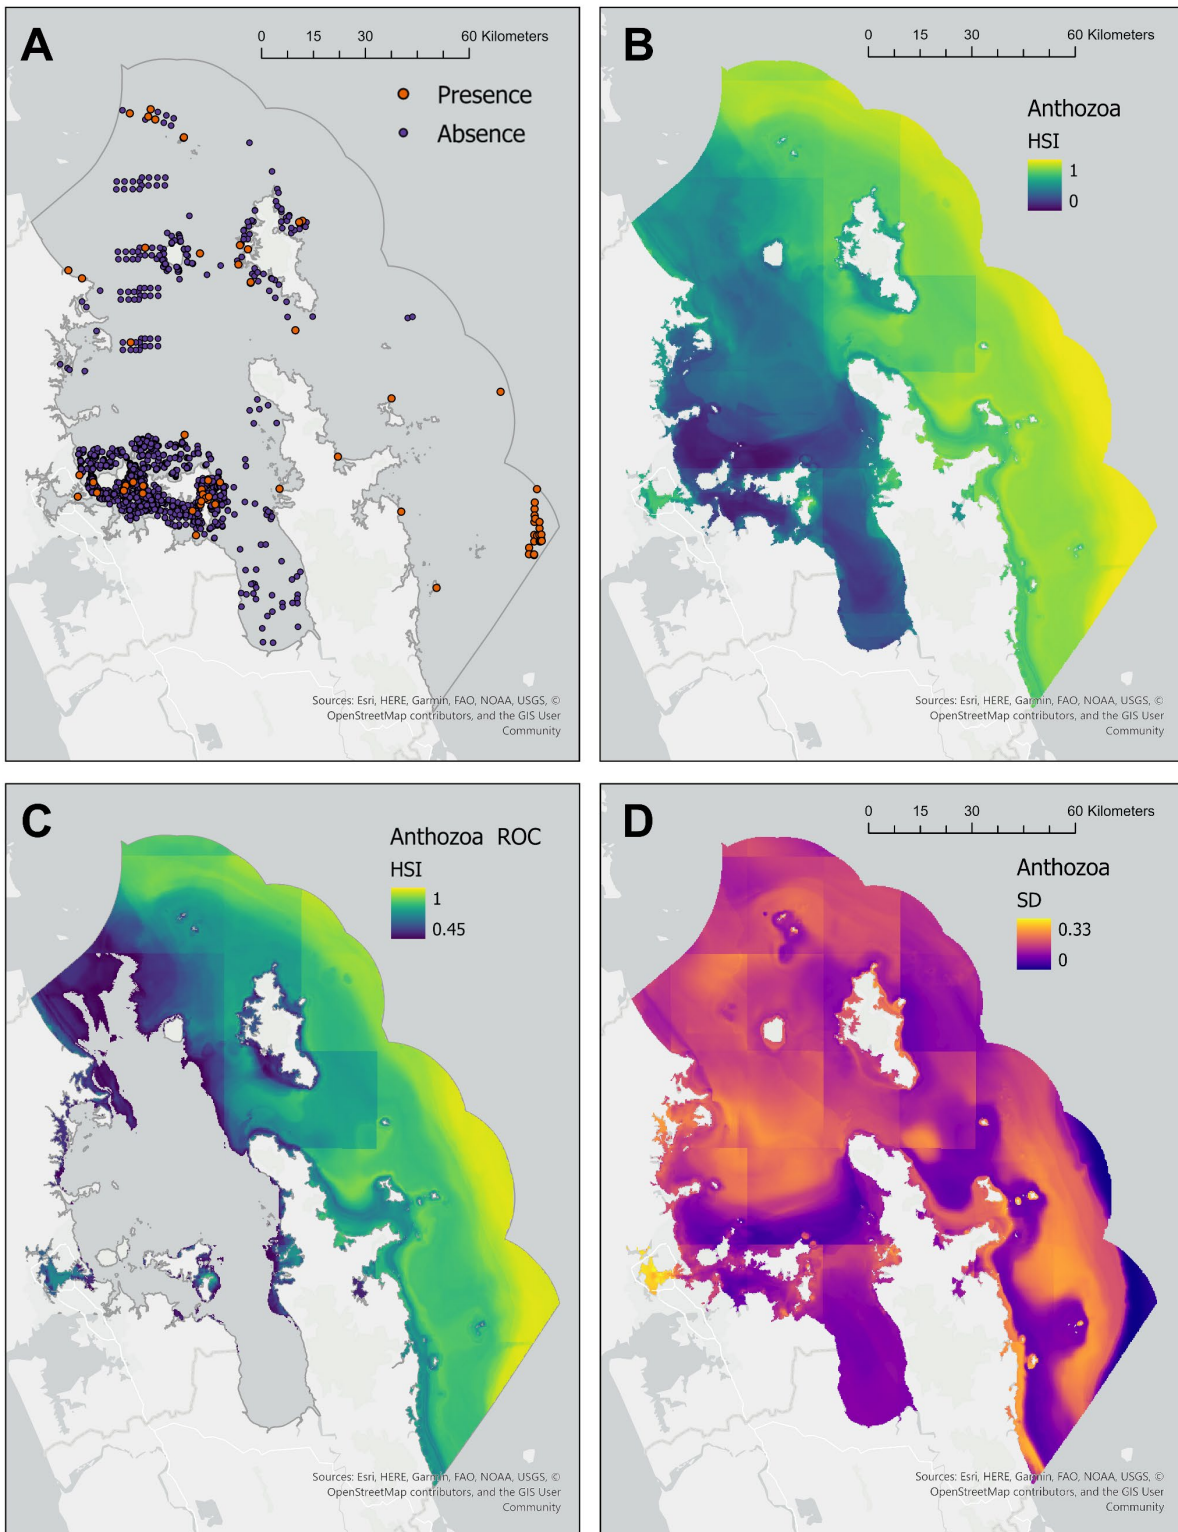 A
0 15 30 60 Kilometers
Presence
Absence
Sources: Esri, HERE, Garmin, FAO, NOAA, USGS, ©
OpenStreetMap contributors, and the GIS User
Community
B
0 15 30 60 Kilometers
Anthozoa
HSI
1
0
Sources: Esri, HERE, Garmin, FAO, NOAA, USGS, ©
OpenStreetMap contributors, and the GIS User
Community
C
Anthozoa ROC
HSI
1
0.45
Sources: Esri, HERE, Garmin, FAO, NOAA, USGS, ©
OpenStreetMap contributors, and the GIS User
Community
D
0 15 30 60 Kilometers
Anthozoa
SD
0.33
0
Sources: Esri, HERE, Garmin, FAO, NOAA, USGS, ©
OpenStreetMap contributors, and the GIS User
Community